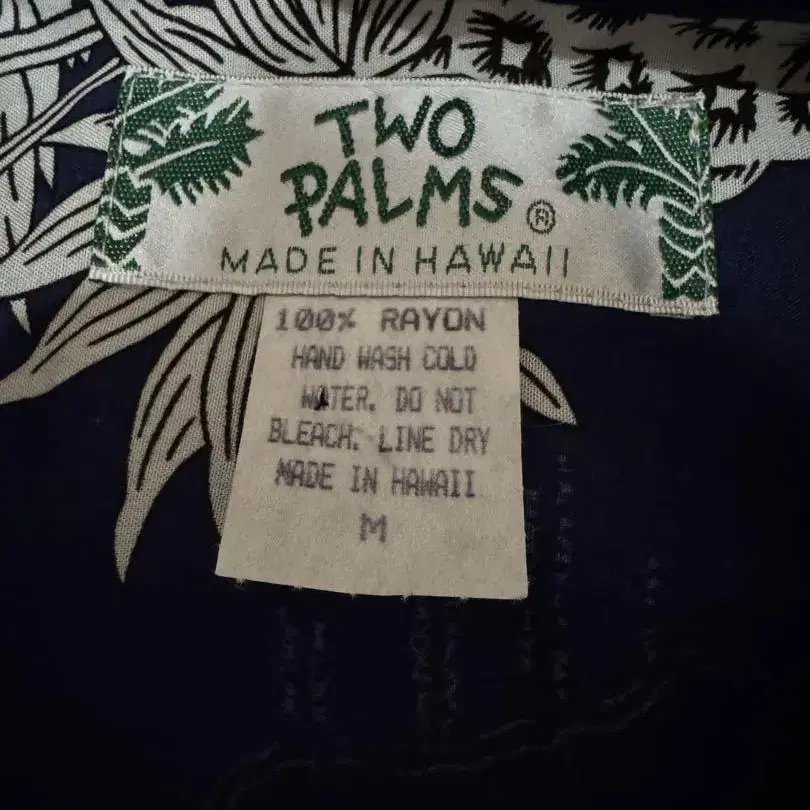 TWO
PALMS®
MADE IN HAWAII
100% RAYON
HAND WASH COLD
WATER. DO NOT
BLEACH. LINE DRY
MADE IN HAWAII
M